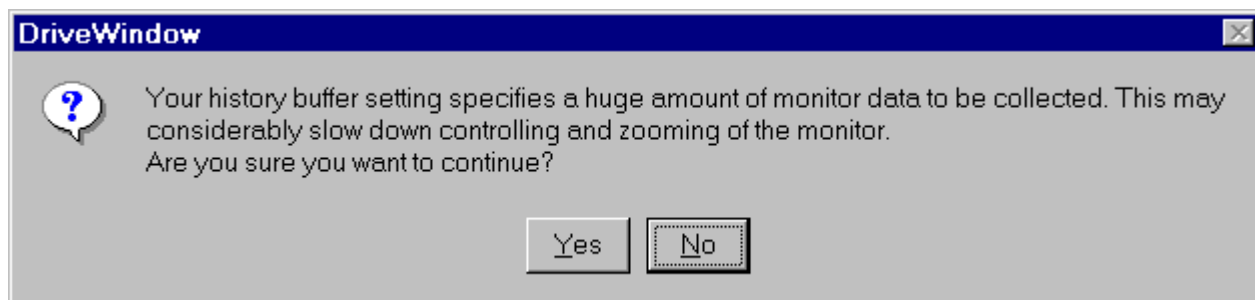 DriveWindow
Your history buffer setting specifies a huge amount of monitor data to be collected. This may
considerably slow down controlling and zooming of the monitor.
Are you sure you want to continue?
Yes No